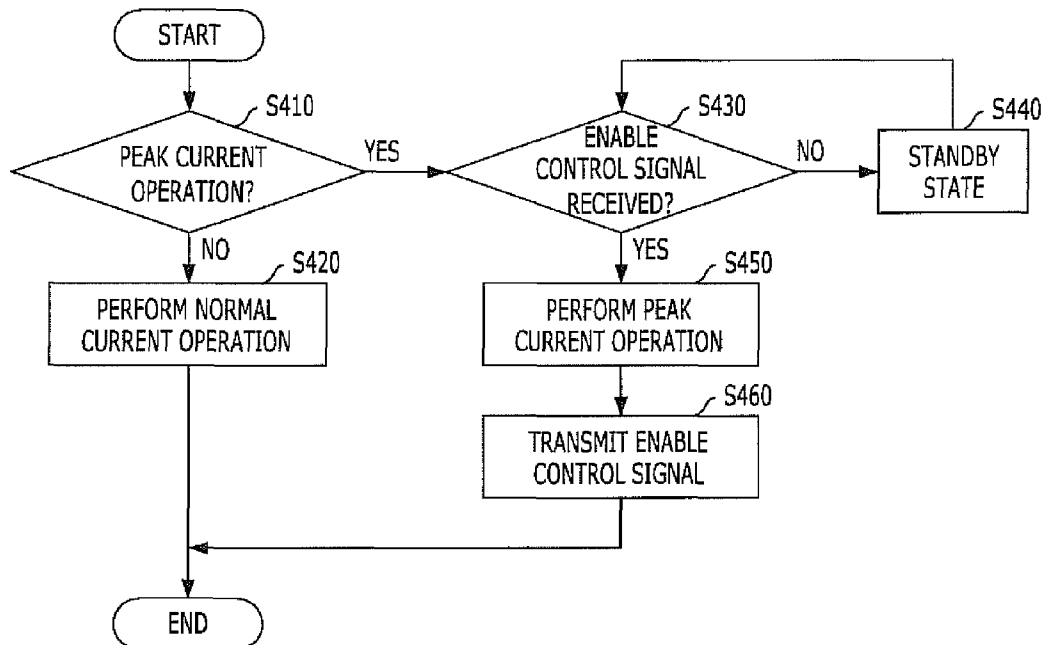 START
S410
PEAK CURRENT
OPERATION?
YES
NO
S420
PERFORM NORMAL
CURRENT OPERATION
S430
ENABLE
CONTROL SIGNAL
RECEIVED?
NO
S440
STANDBY
STATE
YES
S450
PERFORM PEAK
CURRENT OPERATION
S460
TRANSMIT ENABLE
CONTROL SIGNAL
END